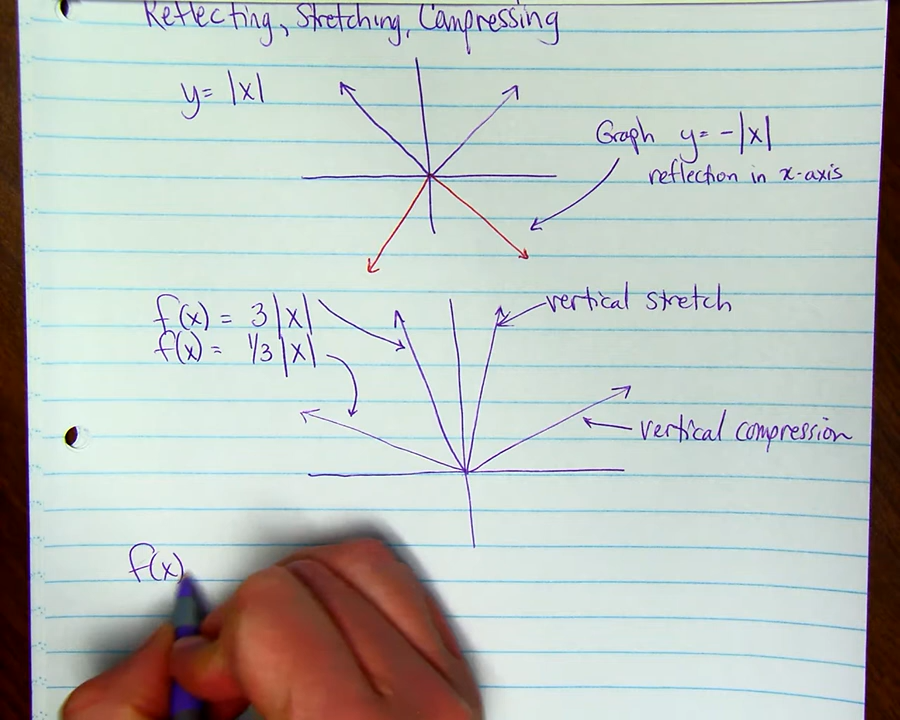 Reflecting, Stretching, Compressing
y= |x|
Graph y= -|x|
reflection in x-axis
f(x) = 3|x|
vertical stretch
f(x) = 1/3|x|
vertical compression
f(x)